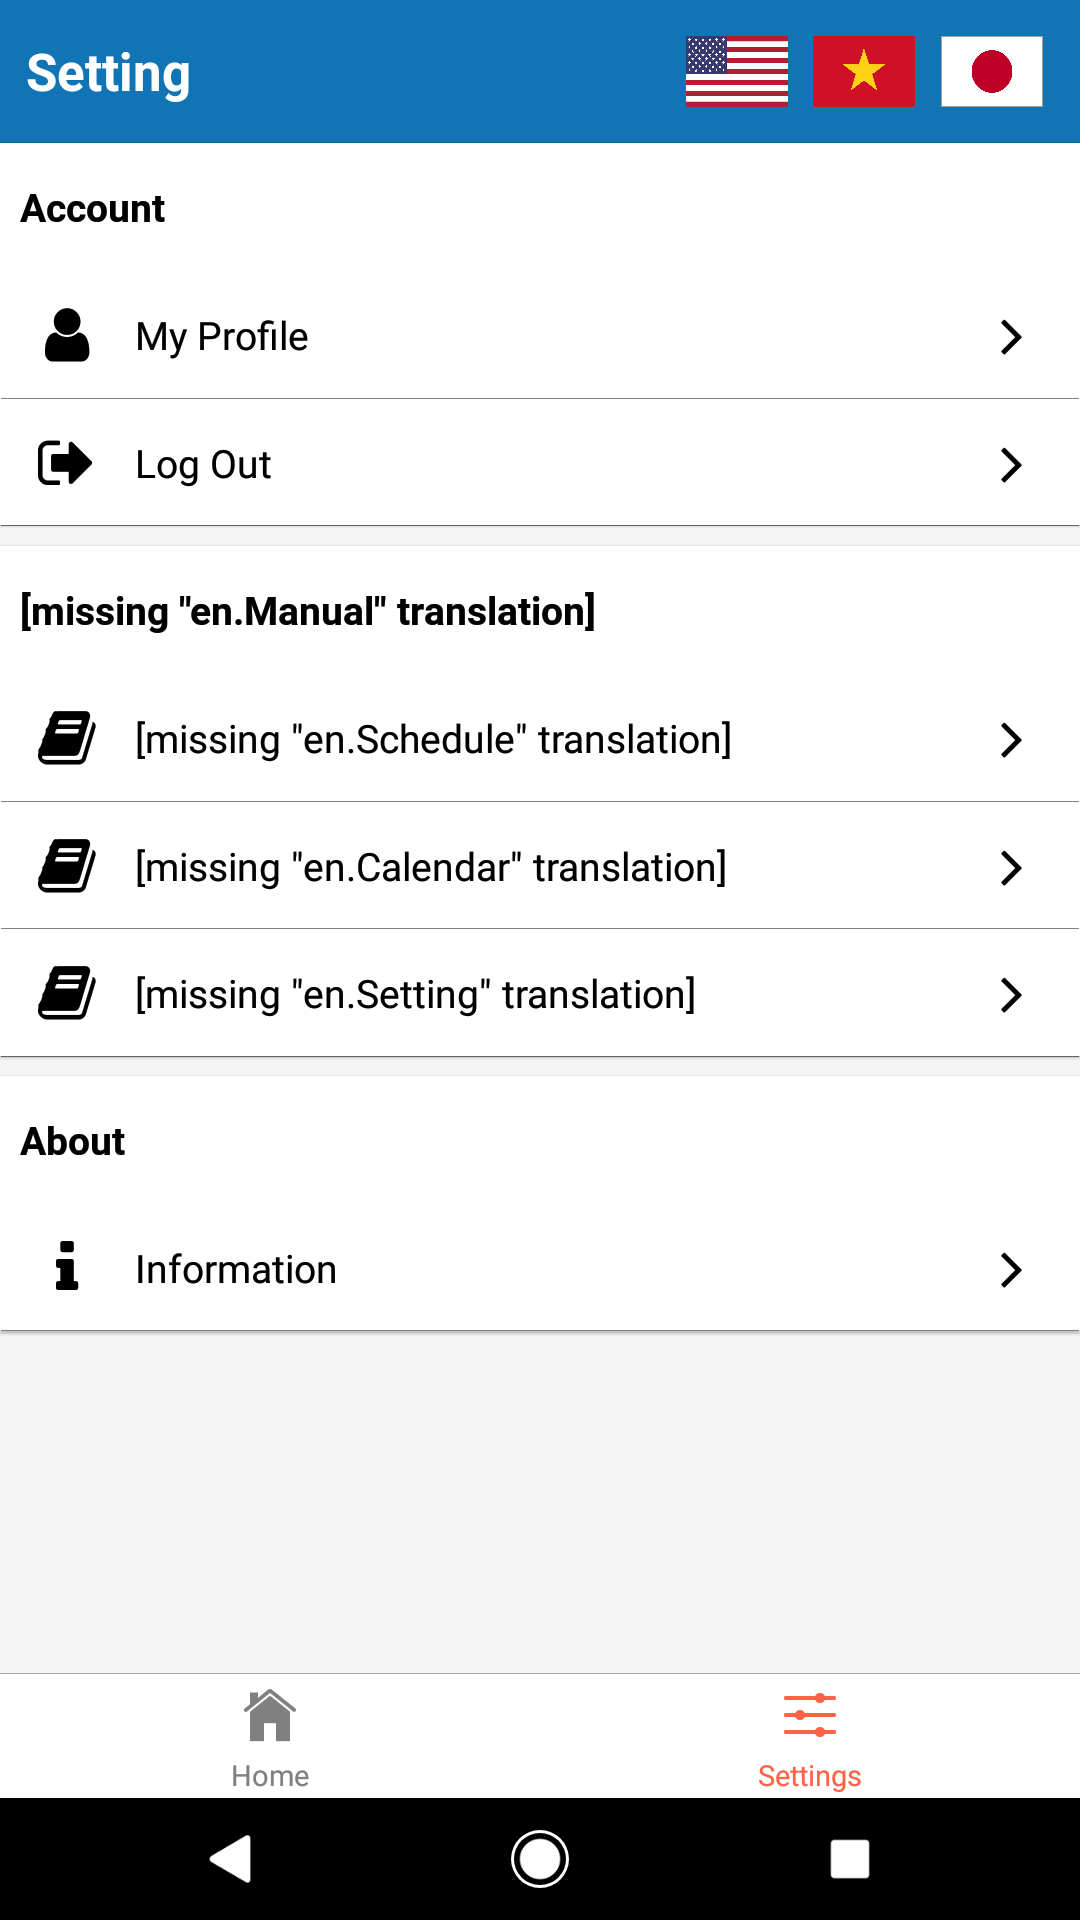 Setting
Account
My Profile
Log Out
[missing "en.Manual" translation]
[missing "en.Schedule" translation]
[missing "en.Calendar" translation]
[missing "en.Setting" translation]
About
Information
Home
Settings